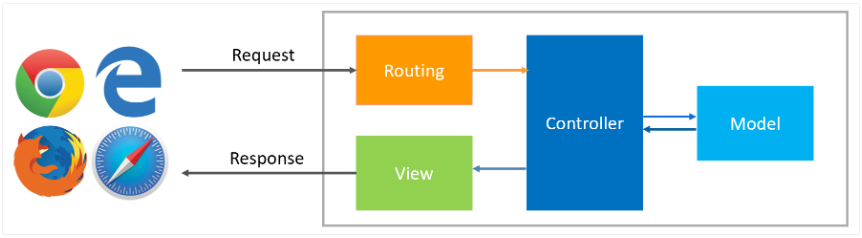 Request
Routing
Controller
Model
Response
View